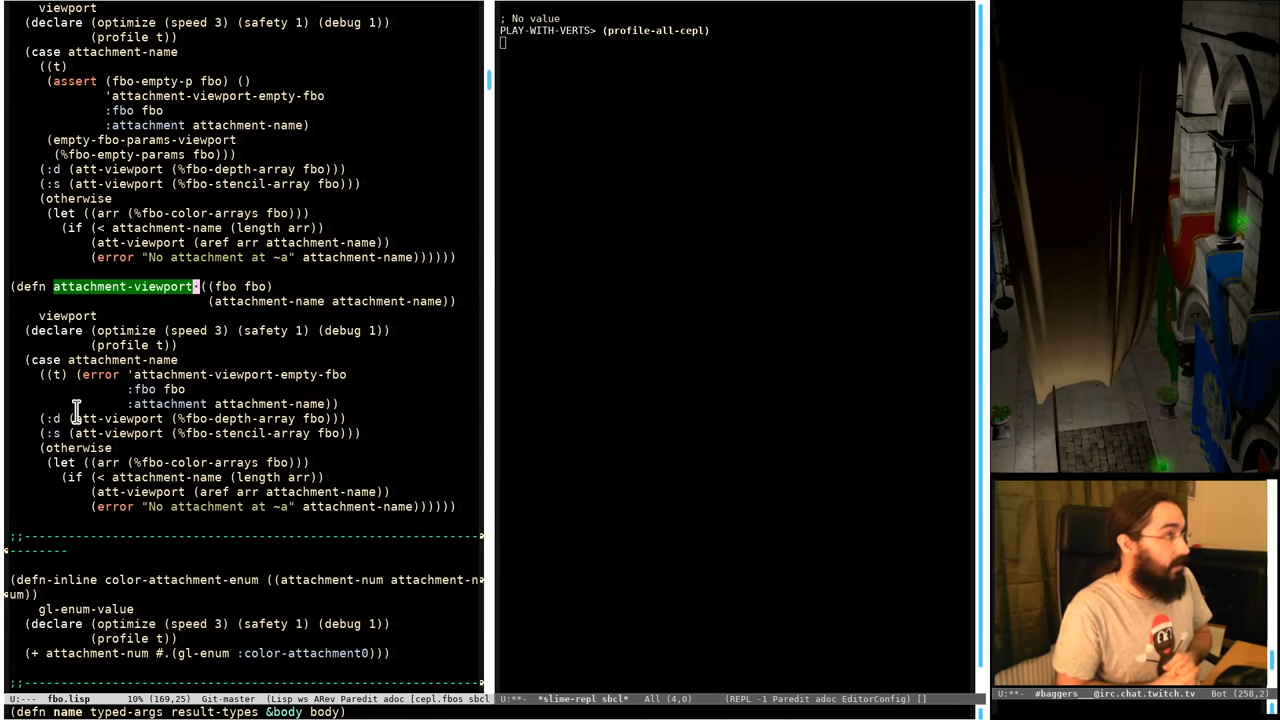 viewport
  (declare (optimize (speed 3) (safety 1) (debug 1))
           (profile t))
  (case attachment-name
    ((t)
     (assert (fbo-empty-p fbo) ()
             'attachment-viewport-empty-fbo
             :fbo fbo
             :attachment attachment-name)
     (empty-fbo-params-viewport
      (%fbo-empty-params fbo)))
    (:d (att-viewport (%fbo-depth-array fbo)))
    (:s (att-viewport (%fbo-stencil-array fbo)))
    (otherwise
     (let ((arr (%fbo-color-arrays fbo)))
       (if (< attachment-name (length arr))
           (att-viewport (aref arr attachment-name))
           (error "No attachment at ~a" attachment-name))))))
(defn attachment-viewport ((fbo fbo)
                           (attachment-name attachment-name))
    viewport
  (declare (optimize (speed 3) (safety 1) (debug 1))
           (profile t))
  (case attachment-name
    ((t) (error 'attachment-viewport-empty-fbo
                :fbo fbo
                :attachment attachment-name))
    (:d (att-viewport (%fbo-depth-array fbo)))
    (:s (att-viewport (%fbo-stencil-array fbo)))
    (otherwise
     (let ((arr (%fbo-color-arrays fbo)))
       (if (< attachment-name (length arr))
           (att-viewport (aref arr attachment-name))
           (error "No attachment at ~a" attachment-name))))))
;;--------------------------------------------------------------
--------
(defn-inline color-attachment-enum ((attachment-num attachment-n
um))
    gl-enum-value
  (declare (optimize (speed 3) (safety 1) (debug 1))
           (profile t))
  (+ attachment-num #.(gl-enum :color-attachment0)))
;;--------------------------------------------------------------
U:---  fbo.lisp       10% (169,25)  Git-master  (Lisp ws ARev Paredit adoc [cepl.fbos sbc
(defn name typed-args result-types &body body)
; No value
PLAY-WITH-VERTS> (profile-all-cepl)
U:**-  *slime-repl sbcl*   All (4,0)     (REPL -1 Paredit adoc EditorConfig) []
U:**-  #baggers___@irc.chat.twitch.tv   Bot (258,2)